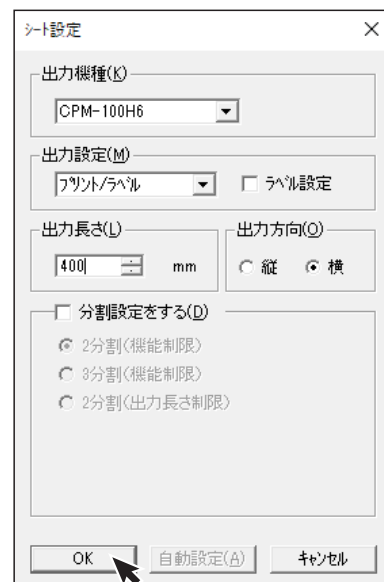 シート設定
出力機種(K)
CPM-100H6
出力設定(M)
プリント/ラベル
ラベル設定
出力長さ(L)
400 mm
出力方向(O)
縦 横
分割設定をする(D)
2分割(機能制限)
3分割(機能制限)
2分割(出力長さ制限)
OK 自動設定(A) キャンセル